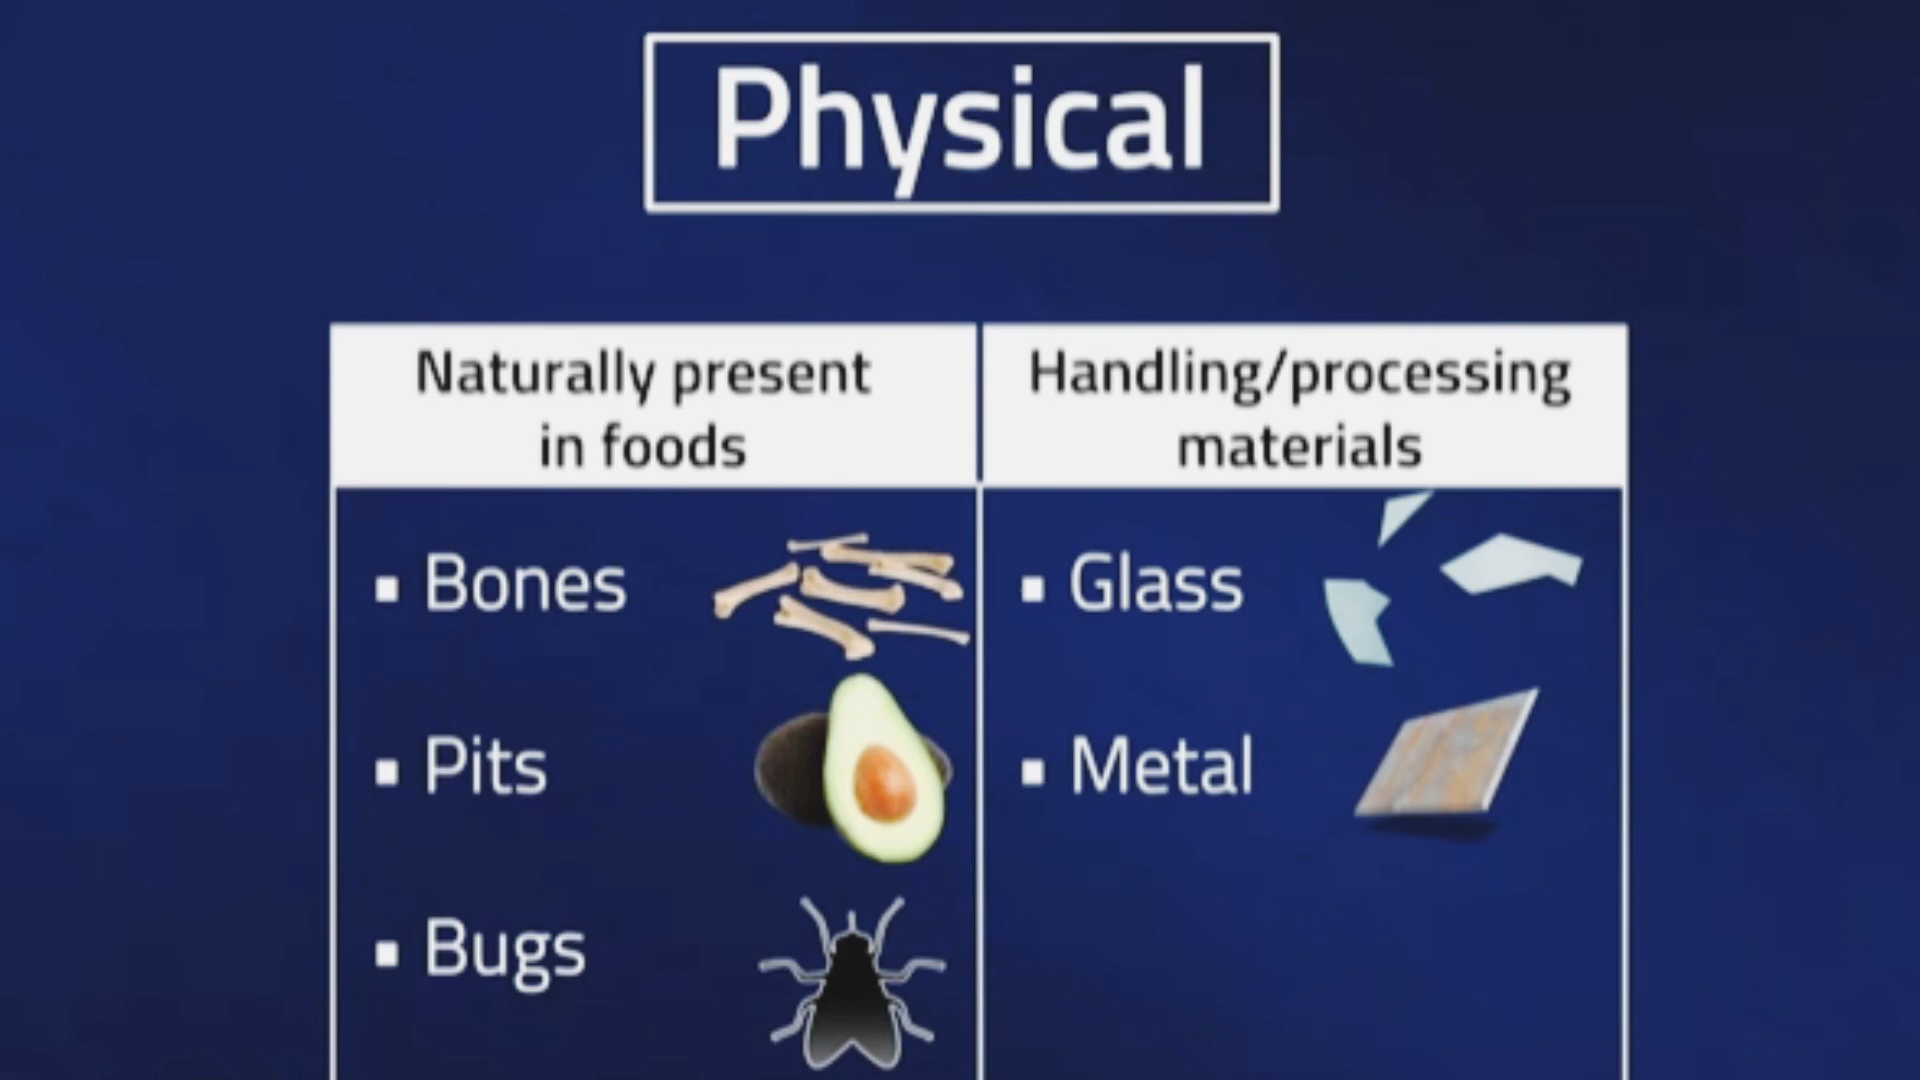 Physical
Naturally present
in foods
Handling/processing
materials
▪ Bones
▪ Pits
▪ Bugs
▪ Glass
▪ Metal